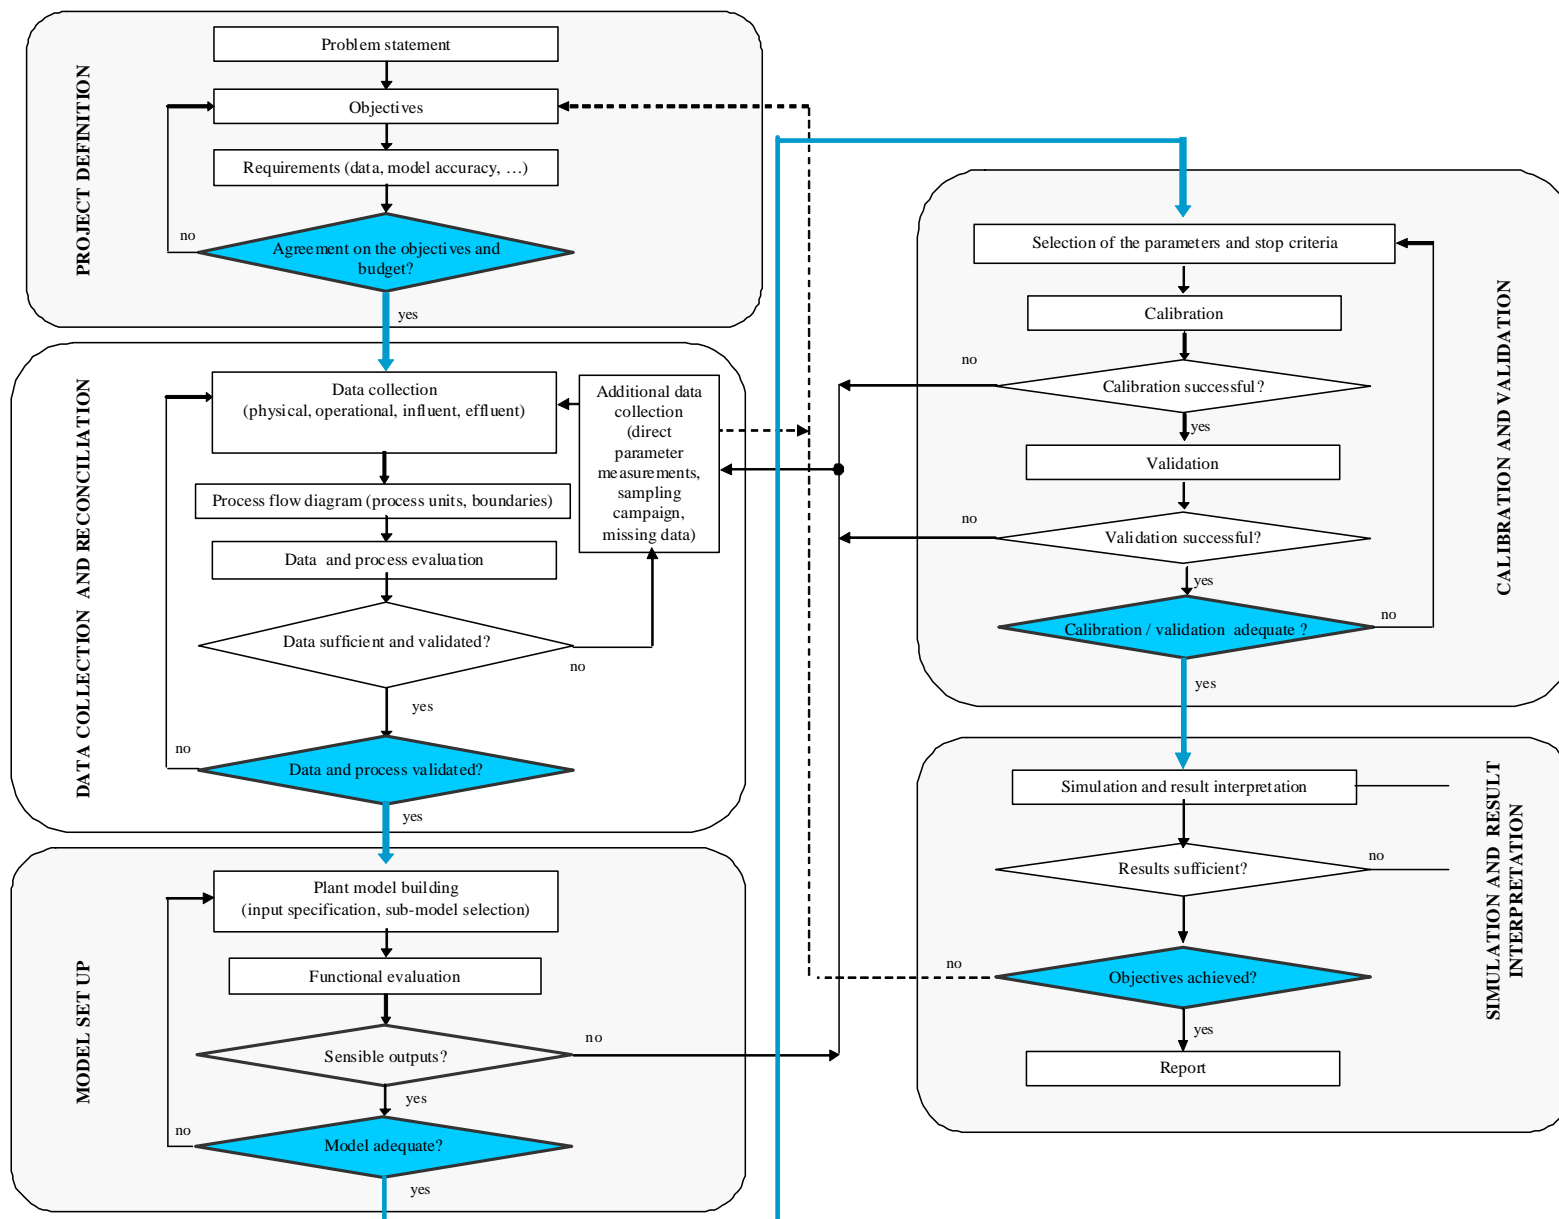 PROJECT DEFINITION
Problem statement
Objectives
Requirements (data, model accuracy, …)
no
Agreement on the objectives and
budget?
yes
DATA COLLECTION AND RECONCILIATION
Data collection
(physical, operational, influent, effluent)
Additional data
collection
(direct
parameter
measurements,
sampling
campaign,
missing data)
Process flow diagram (process units, boundaries)
Data and process evaluation
Data sufficient and validated?
no
yes
no
Data and process validated?
yes
MODEL SET UP
Plant model building
(input specification, sub-model selection)
Functional evaluation
no
Sensible outputs?
yes
no
Model adequate?
yes
CALIBRATION AND VALIDATION
Selection of the parameters and stop criteria
Calibration
no
Calibration successful?
yes
Validation
no
Validation successful?
yes
no
Calibration / validation adequate ?
yes
SIMULATION AND RESULT
INTERPRETATION
Simulation and result interpretation
no
Results sufficient?
no
Objectives achieved?
yes
Report